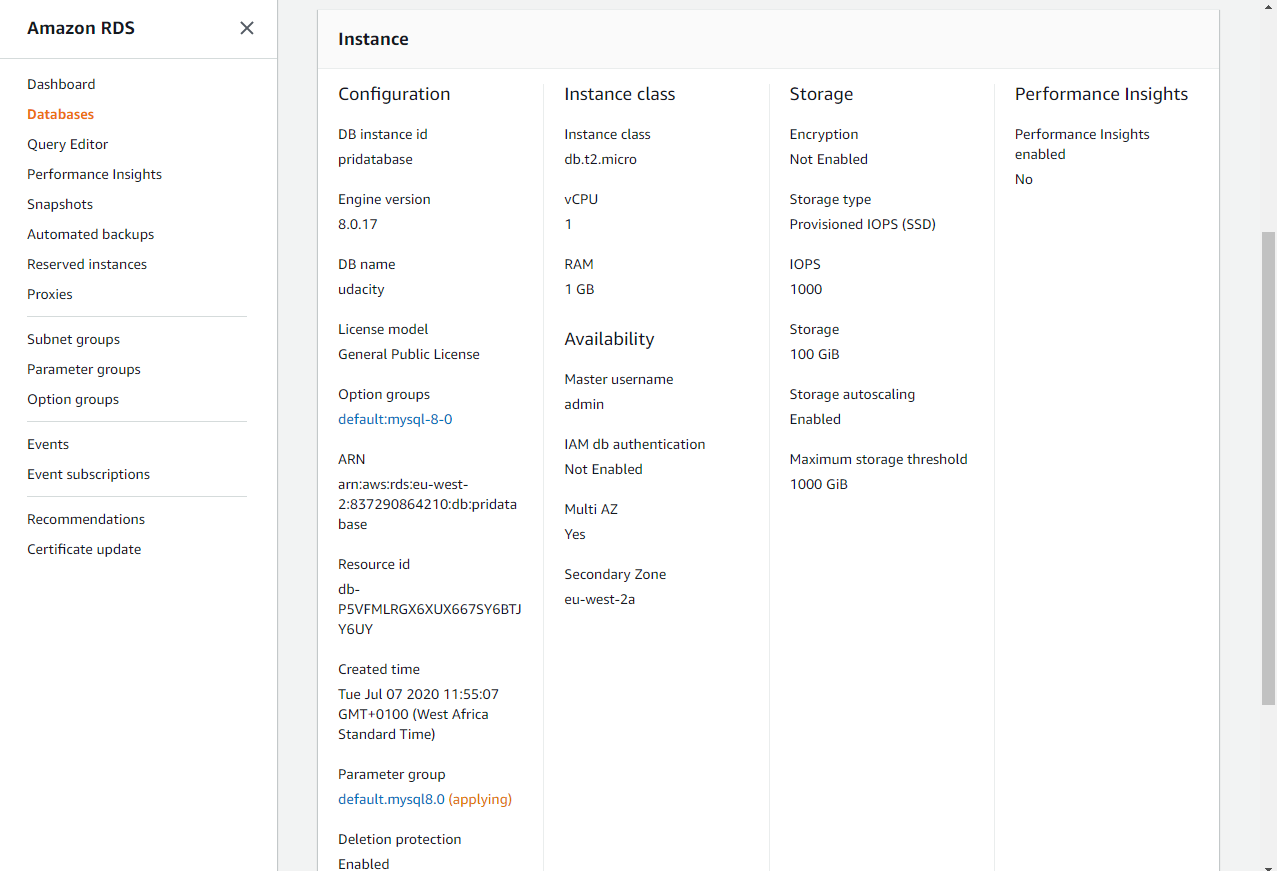 Amazon RDS
Dashboard
Databases
Query Editor
Performance Insights
Snapshots
Automated backups
Reserved instances
Proxies
Subnet groups
Parameter groups
Option groups
Events
Event subscriptions
Recommendations
Certificate update
Instance
Configuration
DB instance id
pridatabase
Engine version
8.0.17
DB name
udacity
License model
General Public License
Option groups
default:mysql-8-0
ARN
arn:aws:rds:eu-west-
2:837290864210:db:pridata
base
Resource id
db-
P5VFMLRGX6XUX667SY6BTJ
Y6UY
Created time
Tue Jul 07 2020 11:55:07
GMT+0100 (West Africa
Standard Time)
Parameter group
default.mysql8.0 (applying)
Deletion protection
Enabled
Instance class
Instance class
db.t2.micro
vCPU
1
RAM
1 GB
Availability
Master username
admin
IAM db authentication
Not Enabled
Multi AZ
Yes
Secondary Zone
eu-west-2a
Storage
Encryption
Not Enabled
Storage type
Provisioned IOPS (SSD)
IOPS
1000
Storage
100 GiB
Storage autoscaling
Enabled
Maximum storage threshold
1000 GiB
Performance Insights
Performance Insights
enabled
No